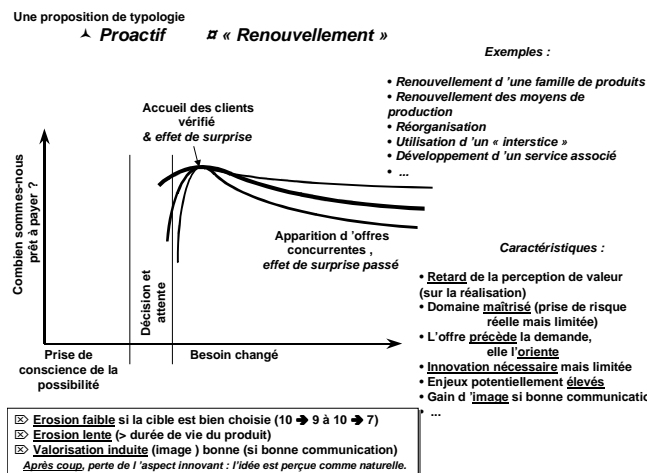 Une proposition de typologie
Proactif ¤ « Renouvellement »
Exemples :
• Renouvellement d 'une famille de produits
• Renouvellement des moyens de
production
• Réorganisation
• Utilisation d 'un « interstice »
• Développement d 'un service associé
• ...
Accueil des clients
vérifié
& effet de surprise
Combien sommes-nous
prêt à payer ?
Décision et
attente
Apparition d 'offres
concurrentes ,
effet de surprise passé
Prise de
conscience de la
possibilité
Besoin changé
Caractéristiques :
• Retard de la perception de valeur
(sur la réalisation)
• Domaine maîtrisé (prise de risque
réelle mais limitée)
• L'offre précède la demande,
elle l'oriente
• Innovation nécessaire mais limitée
• Enjeux potentiellement élevés
• Gain d 'image si bonne communicatio
• ...
⌦ Erosion faible si la cible est bien choisie (10 ➔ 9 à 10 ➔ 7)
⌦ Erosion lente (> durée de vie du produit)
⌦ Valorisation induite (image ) bonne (si bonne communication)
Après coup, perte de l 'aspect innovant : l'idée est perçue comme naturelle.